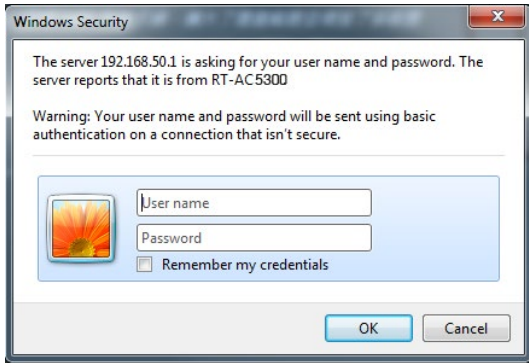 Windows Security
The server 192.168.50.1 is asking for your user name and password. The
server reports that it is from RT-AC5300
Warning: Your user name and password will be sent using basic
authentication on a connection that isn't secure.
User name
Password
Remember my credentials
OK
Cancel